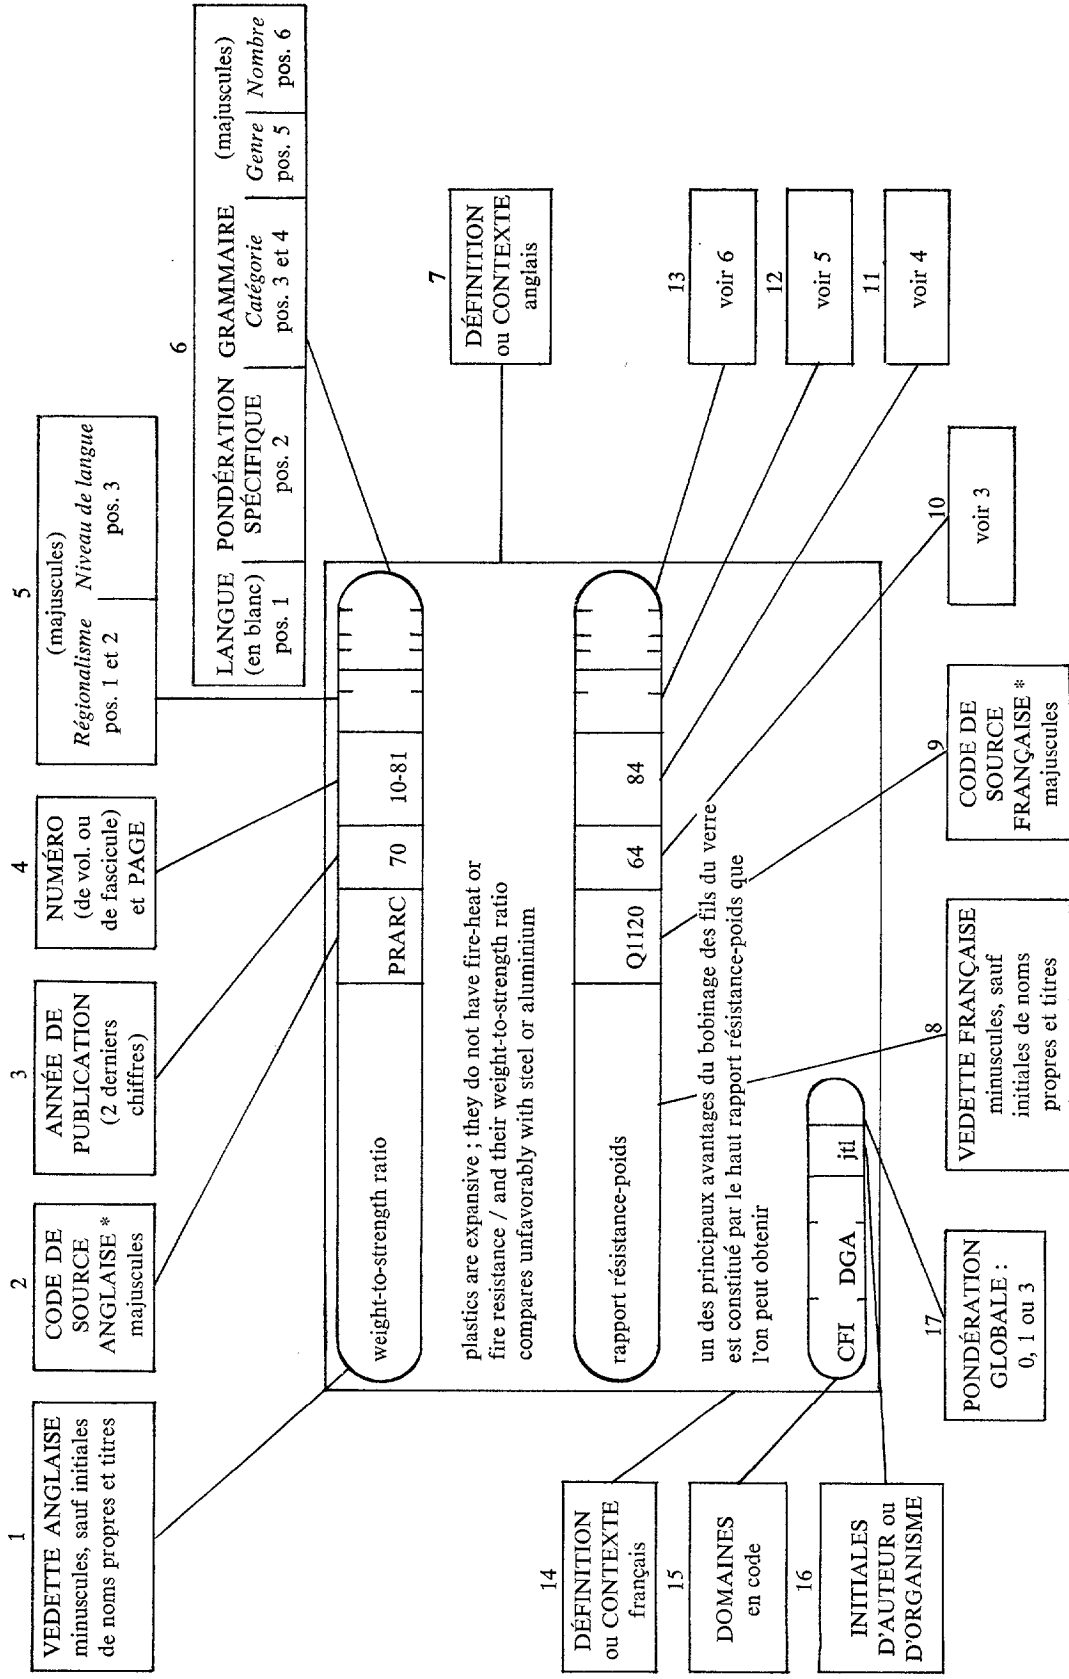 1
VEDETTE ANGLAISE
minuscules, sauf initiales
de noms propres et titres
2
CODE DE
SOURCE
ANGLAISE *
majuscules
3
ANNÉE DE
PUBLICATION
(2 derniers
chiffres)
4
NUMÉRO
(de vol. ou
de fascicule)
et PAGE
5
(majuscules)
Régionalisme Niveau de langue
pos. 1 et 2 pos. 3
6
(majuscules)
LANGUE PONDÉRATION GRAMMAIRE
(en blanc) SPÉCIFIQUE Catégorie Genre Nombre
pos. 1 pos. 2 pos. 3 et 4 pos. 5 pos. 6
weight-to-strength ratio PRARC 70 10-81
7
DÉFINITION
ou CONTEXTE
anglais
plastics are expansive ; they do not have fire-heat or
fire resistance / and their weight-to-strength ratio
compares unfavorably with steel or aluminium
rapport résistance-poids Q1120 64 84
un des principaux avantages du bobinage des fils du verre
est constitué par le haut rapport résistance-poids que
l'on peut obtenir
CFI DGA jtl
13
voir 6
12
voir 5
11
voir 4
14
DÉFINITION
ou CONTEXTE
français
15
DOMAINES
en code
16
INITIALES
D'AUTEUR ou
D'ORGANISME
17
PONDÉRATION
GLOBALE :
0, 1 ou 3
8
VEDETTE FRANÇAISE
minuscules, sauf
initiales de noms
propres et titres
9
CODE DE
SOURCE
FRANÇAISE *
majuscules
10
voir 3